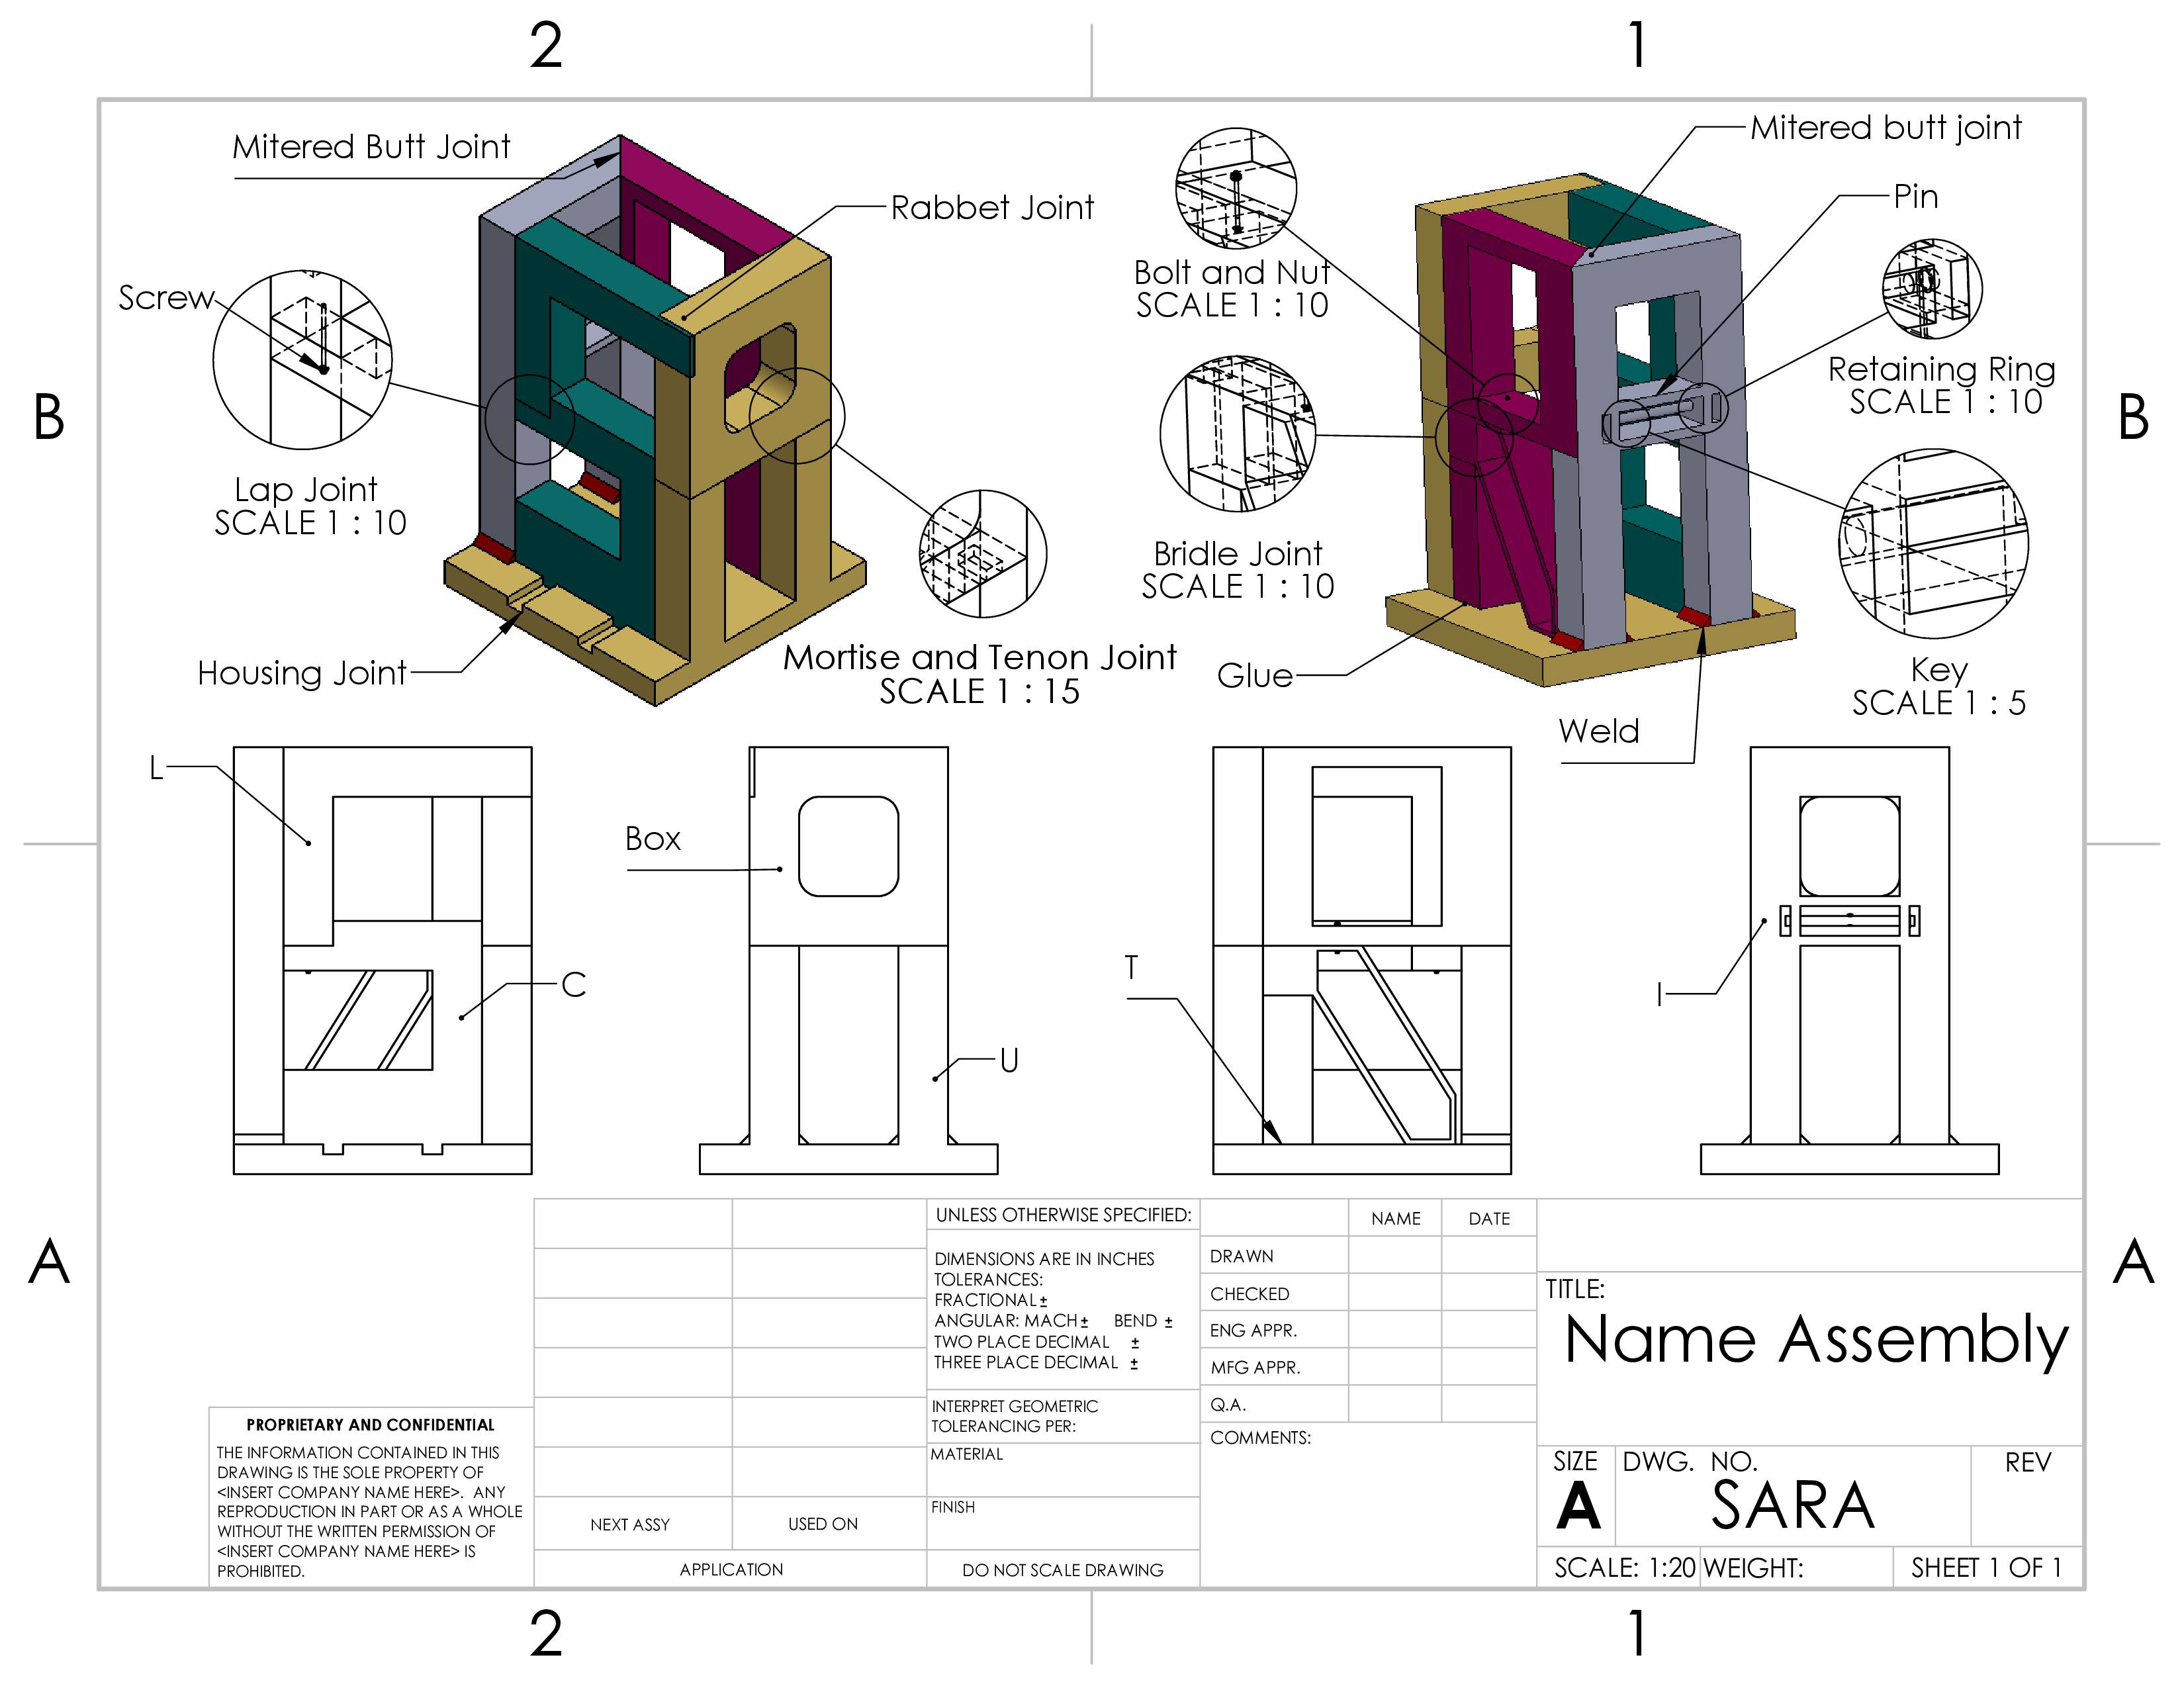 2
1
Mitered Butt Joint
Rabbet Joint
Screw
Lap Joint
SCALE 1 : 10
Housing Joint
Mortise and Tenon Joint
SCALE 1 : 15
Mitered butt joint
Pin
Bolt and Nut
SCALE 1 : 10
Retaining Ring
SCALE 1 : 10
Bridle Joint
SCALE 1 : 10
Glue
Weld
Key
SCALE 1 : 5
B
B
L
C
Box
U
T
I
A
A
PROPRIETARY AND CONFIDENTIAL
THE INFORMATION CONTAINED IN THIS
DRAWING IS THE SOLE PROPERTY OF
<INSERT COMPANY NAME HERE>. ANY
REPRODUCTION IN PART OR AS A WHOLE
WITHOUT THE WRITTEN PERMISSION OF
<INSERT COMPANY NAME HERE> IS
PROHIBITED.
NEXT ASSY
USED ON
APPLICATION
UNLESS OTHERWISE SPECIFIED:
DIMENSIONS ARE IN INCHES
TOLERANCES:
FRACTIONAL ±
ANGULAR: MACH ± BEND ±
TWO PLACE DECIMAL ±
THREE PLACE DECIMAL ±
INTERPRET GEOMETRIC
TOLERANCING PER:
MATERIAL
FINISH
DO NOT SCALE DRAWING
NAME
DATE
DRAWN
CHECKED
ENG APPR.
MFG APPR.
Q.A.
COMMENTS:
TITLE:
Name Assembly
SIZE
A
DWG. NO.
SARA
REV
SCALE: 1:20
WEIGHT:
SHEET 1 OF 1
2
1